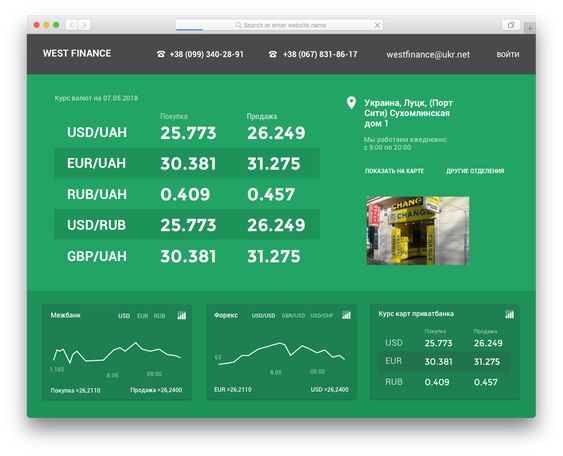 Search or enter website name
WEST FINANCE
+38 (099) 340-28-91
+38 (067) 831-86-17
westfinance@ukr.net
ВОЙТИ
Курс валют на 07.05.2018
Покупка Продажа
USD/UAH 25.773 26.249
EUR/UAH 30.381 31.275
RUB/UAH 0.409 0.457
USD/RUB 25.773 26.249
GBP/UAH 30.381 31.275
Украина, Луцк, (Порт
Сити) Сухомлинская
дом 1
Мы работаем ежедневно:
с 9:00 по 20:00
ПОКАЗАТЬ НА КАРТЕ ДРУГИЕ ОТДЕЛЕНИЯ
CHANGE
CHANGE
CHANGE
Межбанк USD EUR RUB
1,185
8.05 08:00
Покупка =26,2110 Продажа =26,2400
Форекс USD/USD GBP/USD USD/CHF
63
8.05 08:00
EUR =26,2110 USD =26,2400
Курс карт приватбанка
Покупка Продажа
USD 25.773 26.249
EUR 30.381 31.275
RUB 0.409 0.457